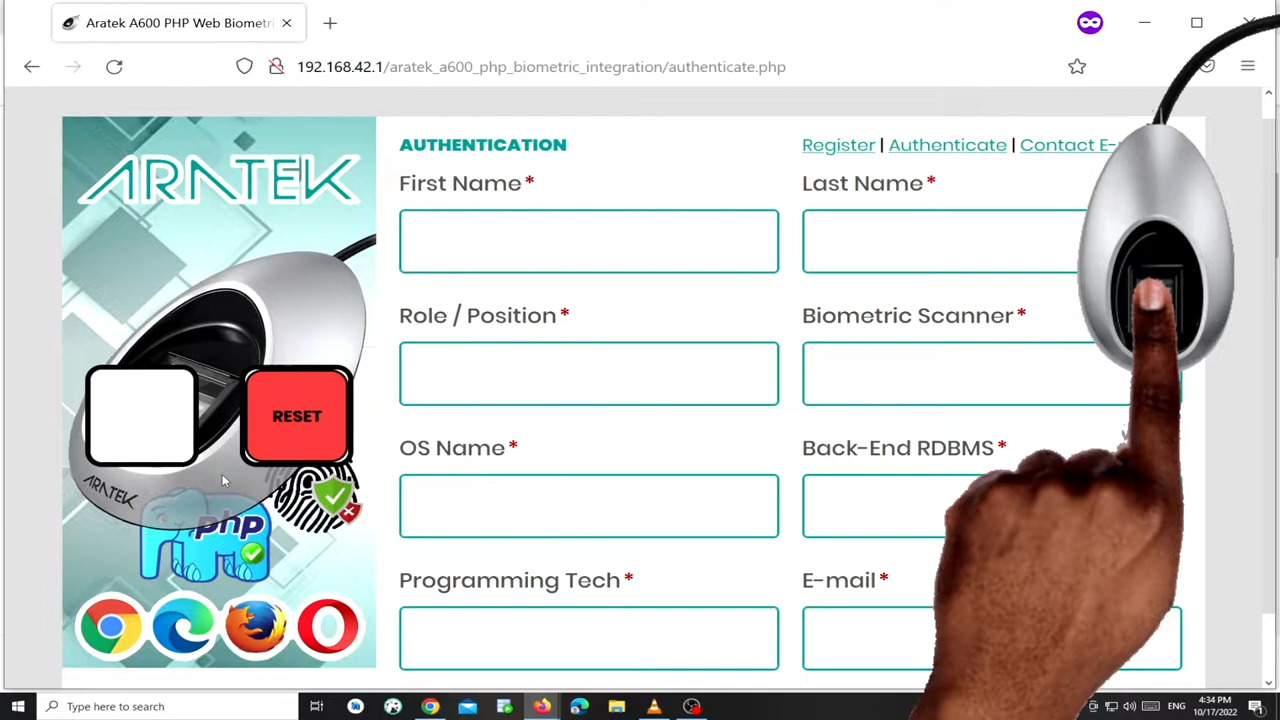 Aratek A600 PHP Web Biometri
192.168.42.1/aratek_a600_php_biometric_integration/authenticate.php
ARATEK
AUTHENTICATION
Register | Authenticate | Contact E-
First Name *
Last Name *
Role / Position *
Biometric Scanner *
RESET
OS Name *
Back-End RDBMS *
ARATEK
php
Programming Tech *
E-mail *
Type here to search
4:34 PM
10/17/2022